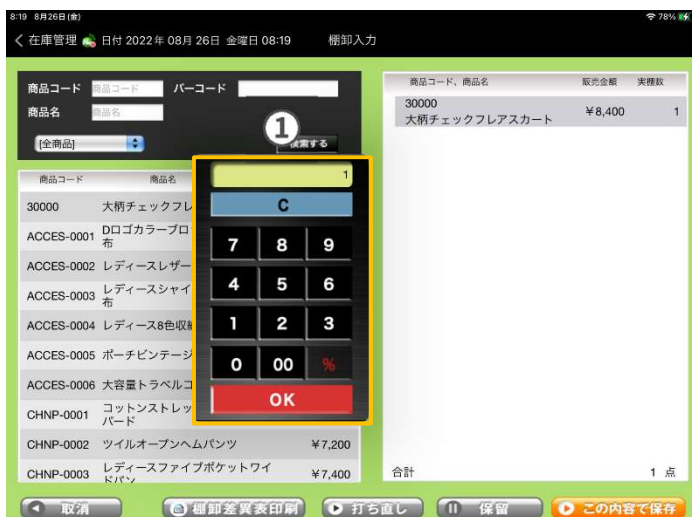 8:19 8月26日(金)
78%
く 在庫管理 日付 2022年 08月 26日 金曜日 08:19 棚卸入力
商品コード 商品コード バーコード
商品名 商品名
[全商品] 検索する
1
商品コード 商品名
30000 大柄チェックフレ
ACCES-0001 Dロゴカラーブロ
布
ACCES-0002 レディースレザー
ACCES-0003 レディースシャイ
布
ACCES-0004 レディース8色収
ACCES-0005 ポーチビンテージ
ACCES-0006 大容量トラベルコ
CHNP-0001 コットンストレッ
パード
CHNP-0002 ツイルオープンヘムパンツ ¥7,200
CHNP-0003 レディースファイブポケットワイ ¥7,400
ドパン
1
C
7 8 9
4 5 6
1 2 3
0 00 %
OK
商品コード、商品名 販売金額 実棚数
30000
大柄チェックフレアスカート ¥8,400 1
合計 1 点
取消 棚卸差異表印刷 打ち直し 保留 この内容で保存